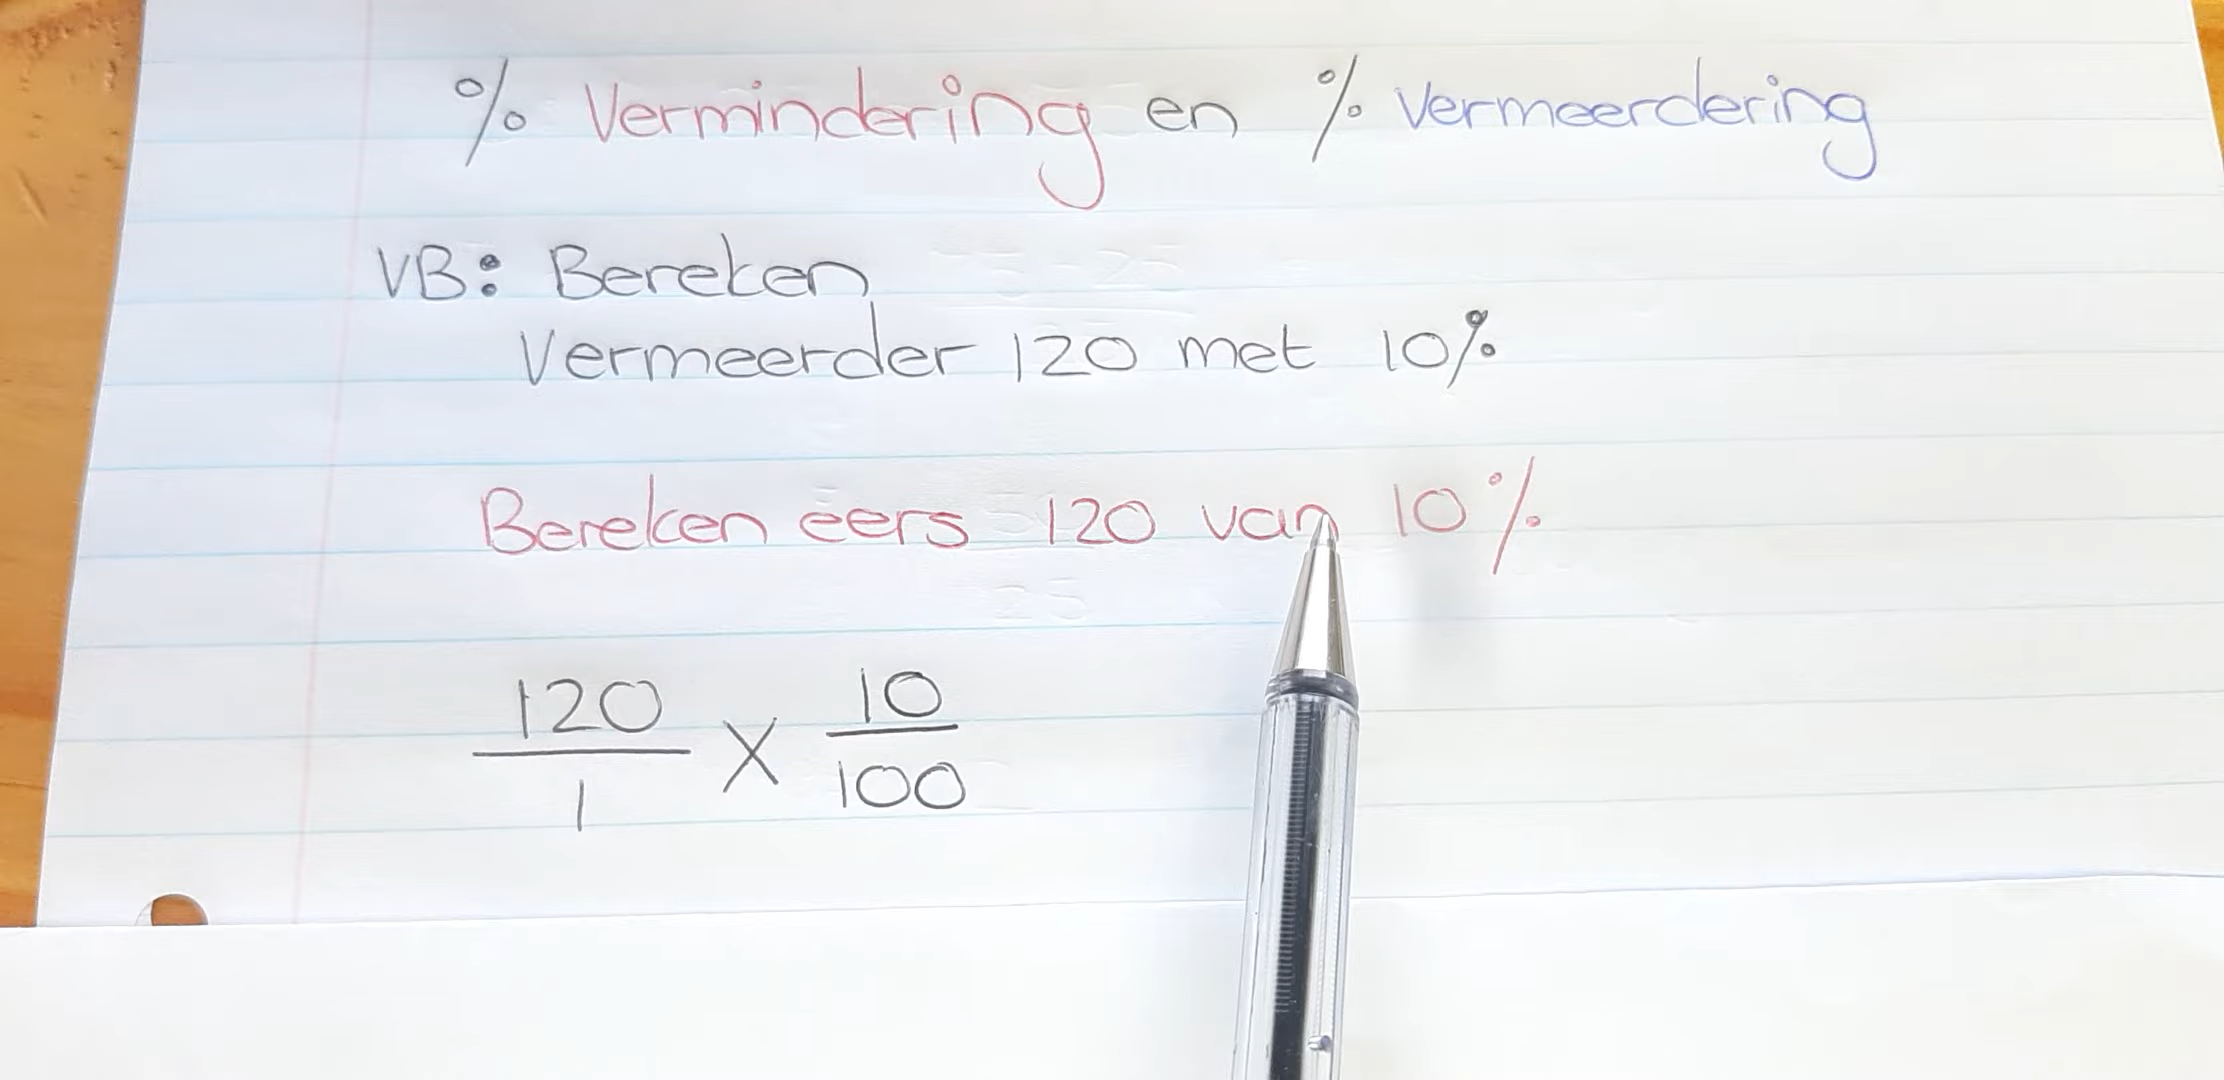 % Vermindering en % Vermeerdering
VB: Bereken
Vermeerder 120 met 10%
Bereken eers 120 van 10%
120/1 X 10/100